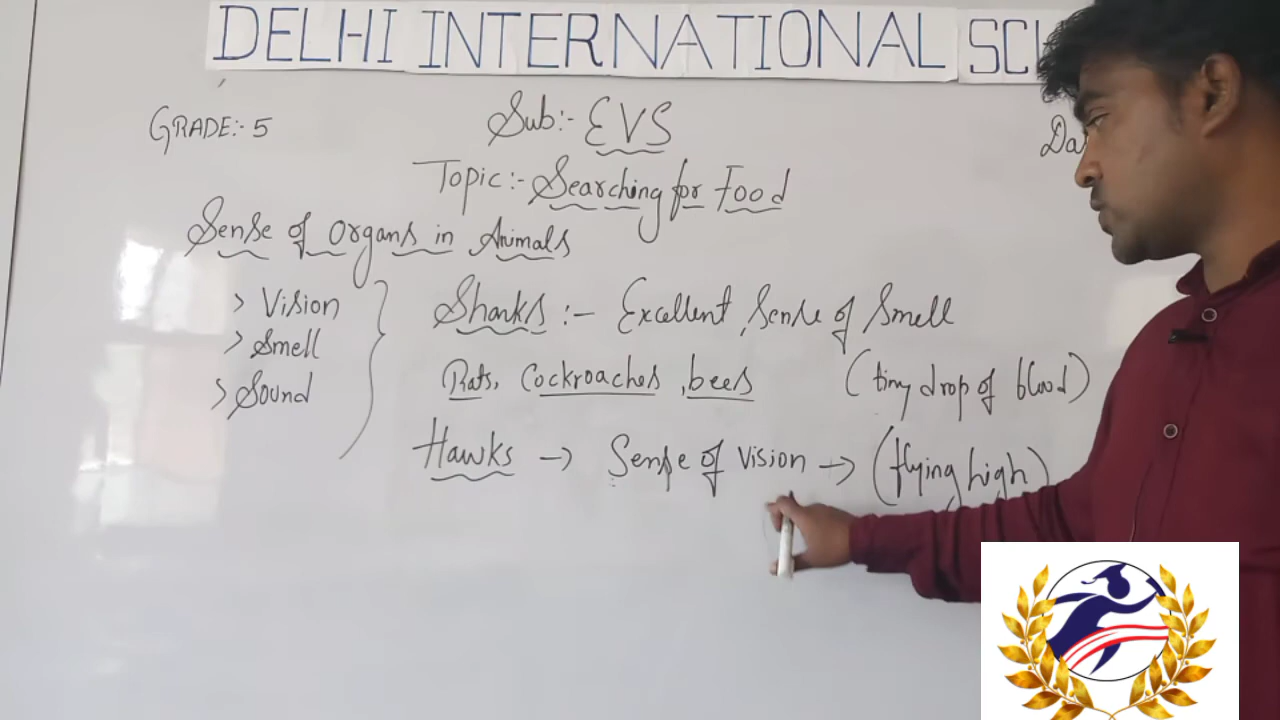 DELHI INTERNATIONAL
GRADE:- 5
Sub:- EVS
Topic:- Searching for Food
Sense of Organs in Animals
> Vision
> Smell
> Sound
Sharks :- Excellent Sense of Smell
(tiny drop of blood)
Rats, Cockroaches, bees
Hawks → Sense of Vision → (flying high)